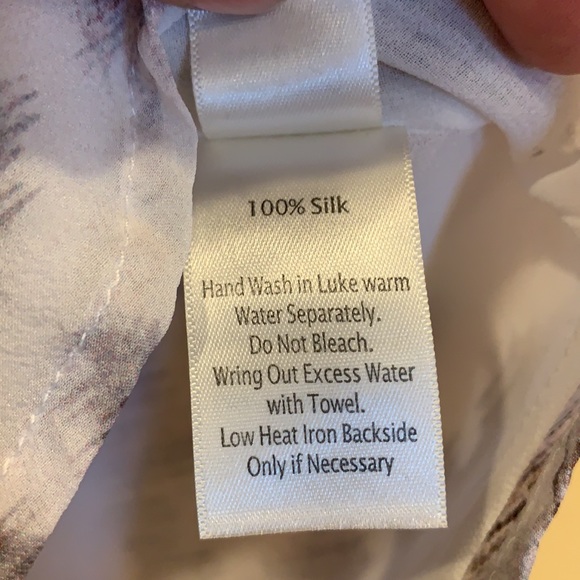 100% Silk
Hand Wash in Luke warm
Water Separately.
Do Not Bleach.
Wring Out Excess Water
with Towel.
Low Heat Iron Backside
Only if Necessary